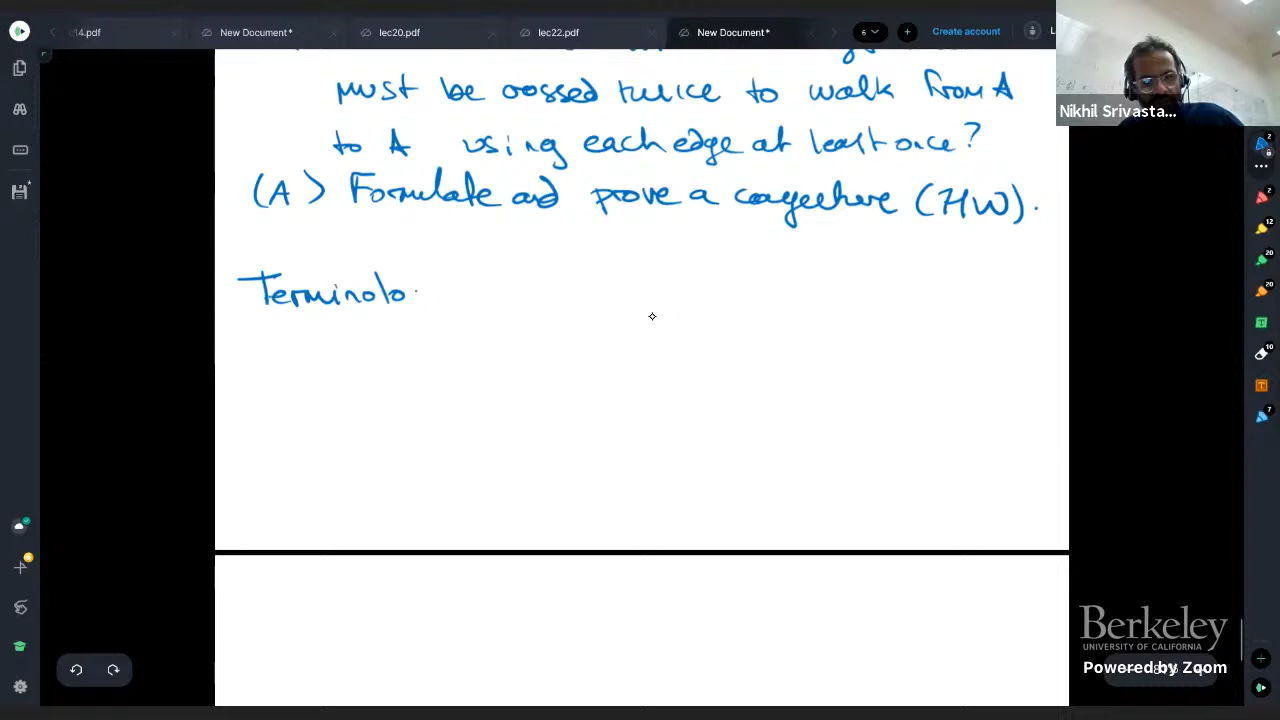 14.pdf New Document* lec20.pdf lec22.pdf New Document* 6 Create account L
Nikhil Srivasta...
must be crossed twice to walk from A
to A using each edge at least once?
(A) Formulate and prove a conjecture (HW).
Terminolo
Berkeley
UNIVERSITY OF CALIFORNIA
Powered by Zoom